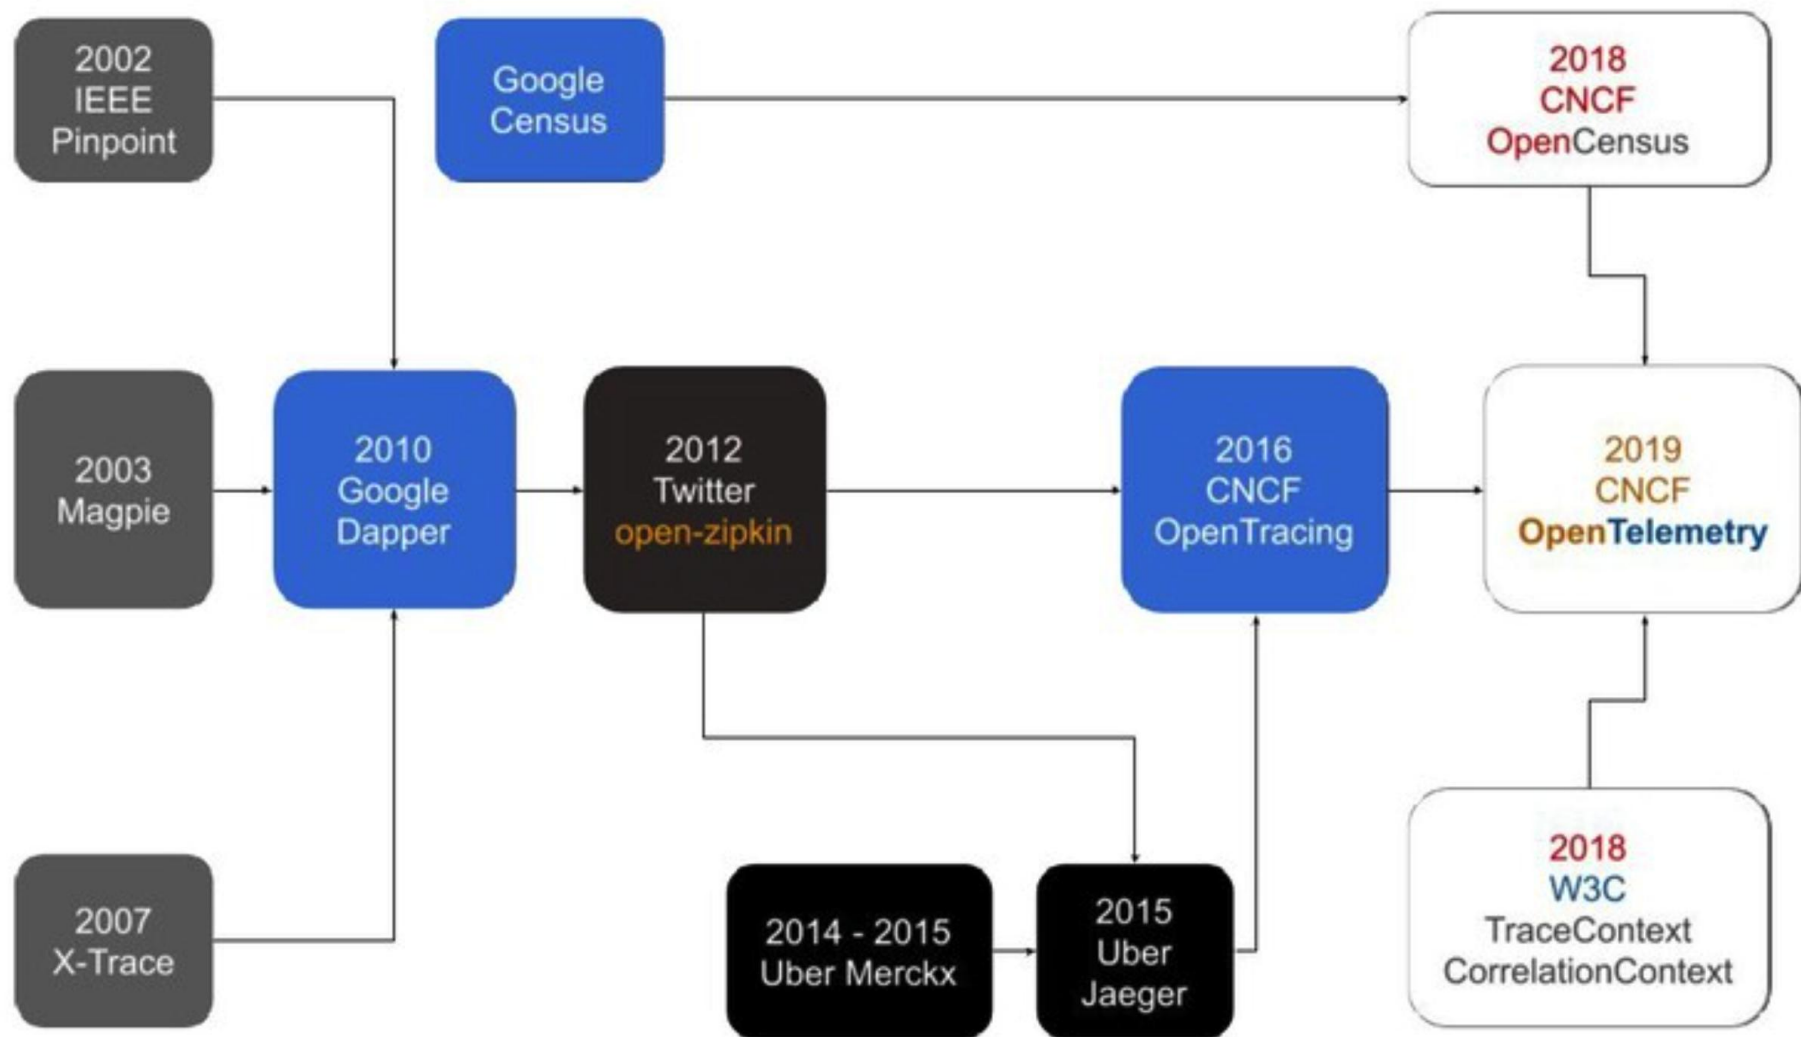 2002
IEEE
Pinpoint
Google
Census
2018
CNCF
OpenCensus
2003
Magpie
2010
Google
Dapper
2012
Twitter
open-zipkin
2016
CNCF
OpenTracing
2019
CNCF
OpenTelemetry
2007
X-Trace
2014 - 2015
Uber Merckx
2015
Uber
Jaeger
2018
W3C
TraceContext
CorrelationContext